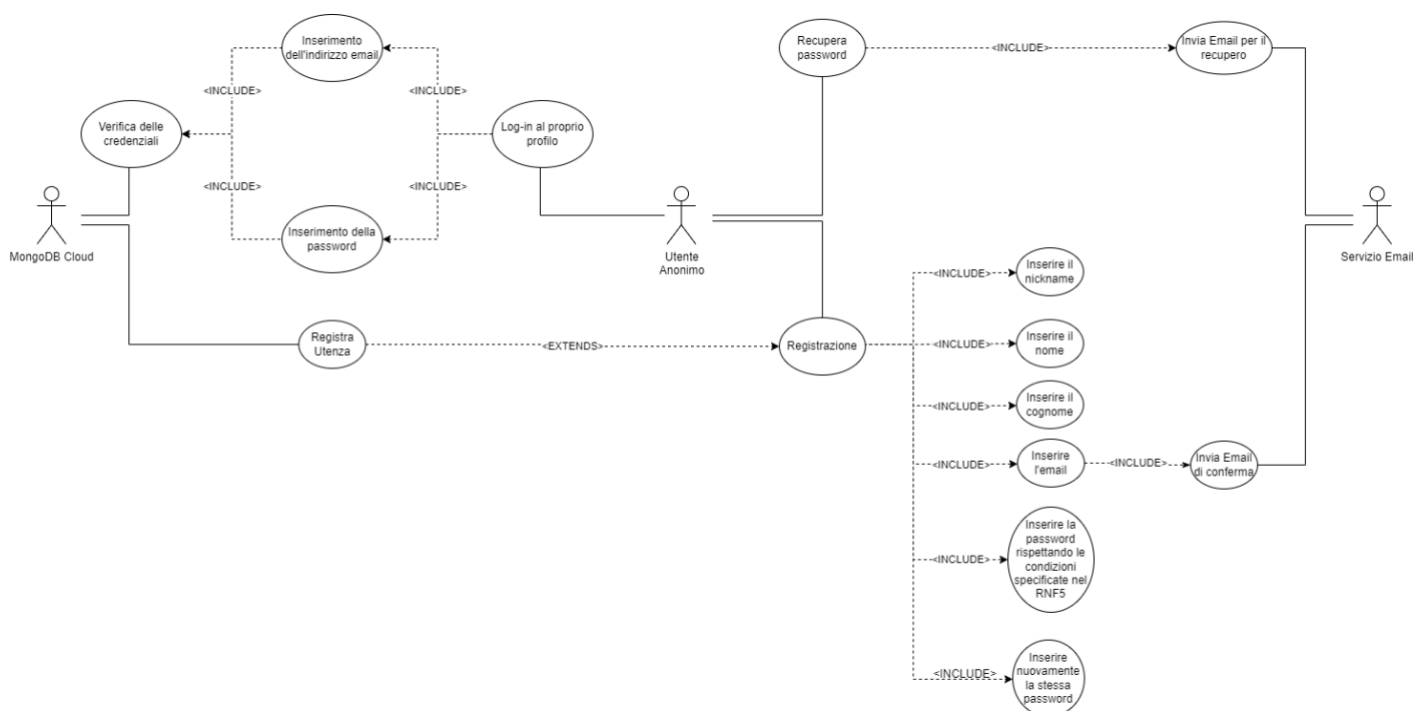 Inserimento
dell'indirizzo email
Recupera
password
<INCLUDE>
Invia Email per il
recupero
<INCLUDE>
<INCLUDE>
Verifica delle
credenziali
Log-in al proprio
profilo
<INCLUDE>
<INCLUDE>
Inserimento della
password
MongoDB Cloud
Utente
Anonimo
Servizio Email
<INCLUDE>
Inserire il
nickname
Registra
Utenza
<EXTENDS>
Registrazione
<INCLUDE>
Inserire il
nome
<INCLUDE>
Inserire il
cognome
<INCLUDE>
Inserire
l'email
<INCLUDE>
Invia Email
di conferma
<INCLUDE>
Inserire la
password
rispettando le
condizioni
specificate nel
RNF5
<INCLUDE>
Inserire
nuovamente
la stessa
password